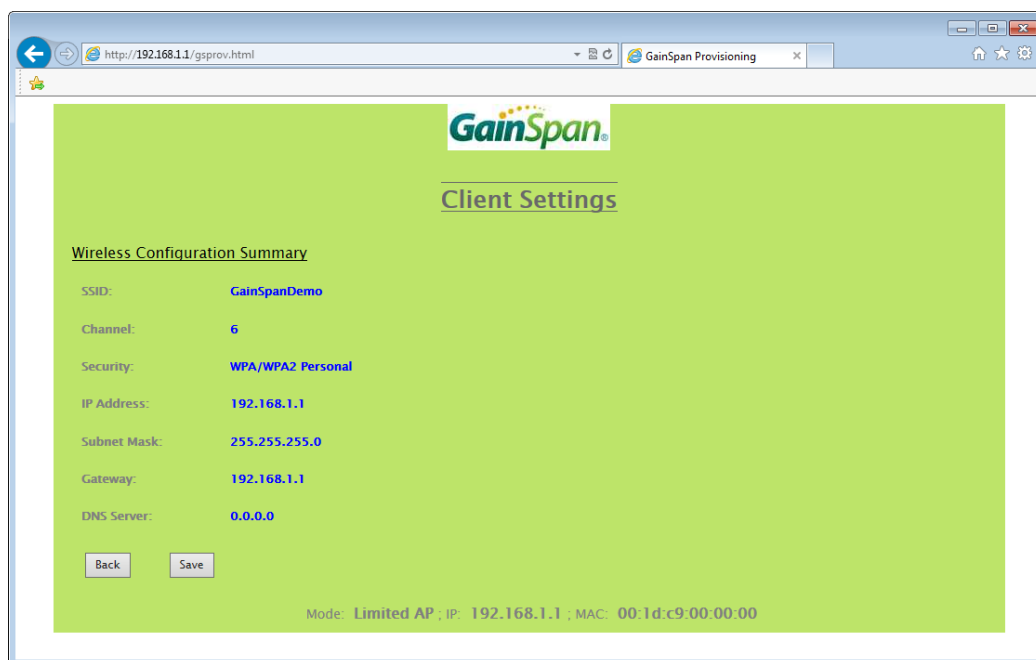 http://192.168.1.1/gsprov.html
GainSpan Provisioning
GainSpan®
Client Settings
Wireless Configuration Summary
SSID: GainSpanDemo
Channel: 6
Security: WPA/WPA2 Personal
IP Address: 192.168.1.1
Subnet Mask: 255.255.255.0
Gateway: 192.168.1.1
DNS Server: 0.0.0.0
Back Save
Mode: Limited AP ; IP: 192.168.1.1 ; MAC: 00:1d:c9:00:00:00